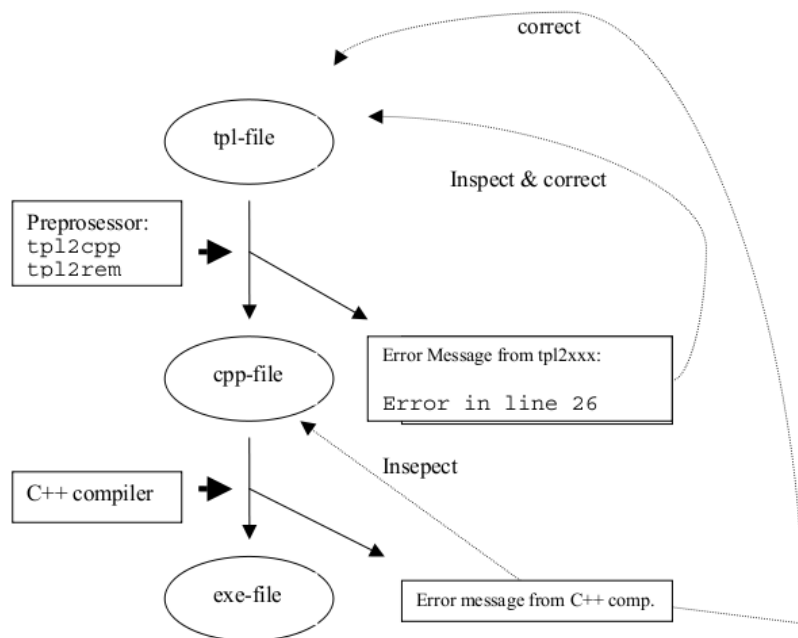 correct
tpl-file
Inspect & correct
Preprosessor:
tpl2cpp
tpl2rem
cpp-file
Error Message from tpl2xxx:
Error in line 26
Insepect
C++ compiler
exe-file
Error message from C++ comp.